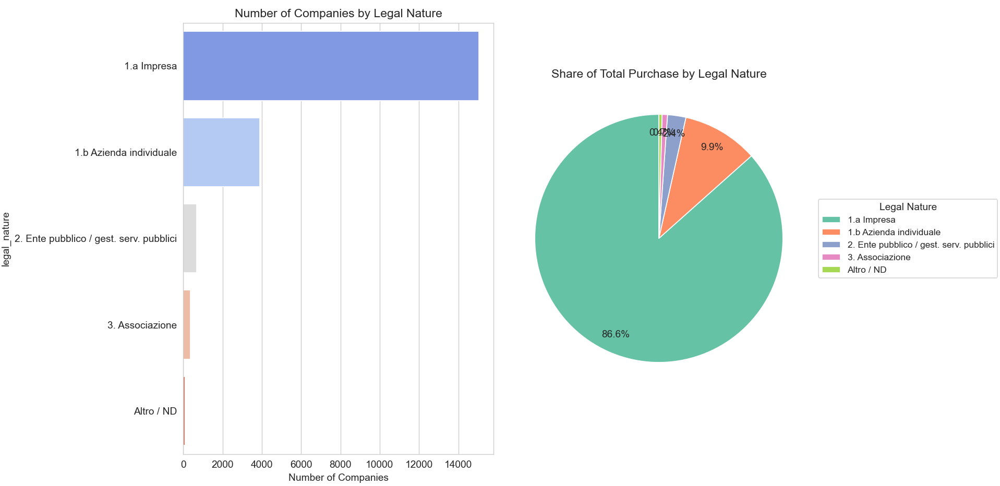 Number of Companies by Legal Nature
1.a Impresa
1.b Azienda individuale
2. Ente pubblico / gest. serv. pubblici
3. Associazione
Altro / ND
legal_nature
0
2000
4000
6000
8000
10000
12000
14000
Number of Companies
Share of Total Purchase by Legal Nature
2.4%
9.9%
86.6%
Legal Nature
1.a Impresa
1.b Azienda individuale
2. Ente pubblico / gest. serv. pubblici
3. Associazione
Altro / ND